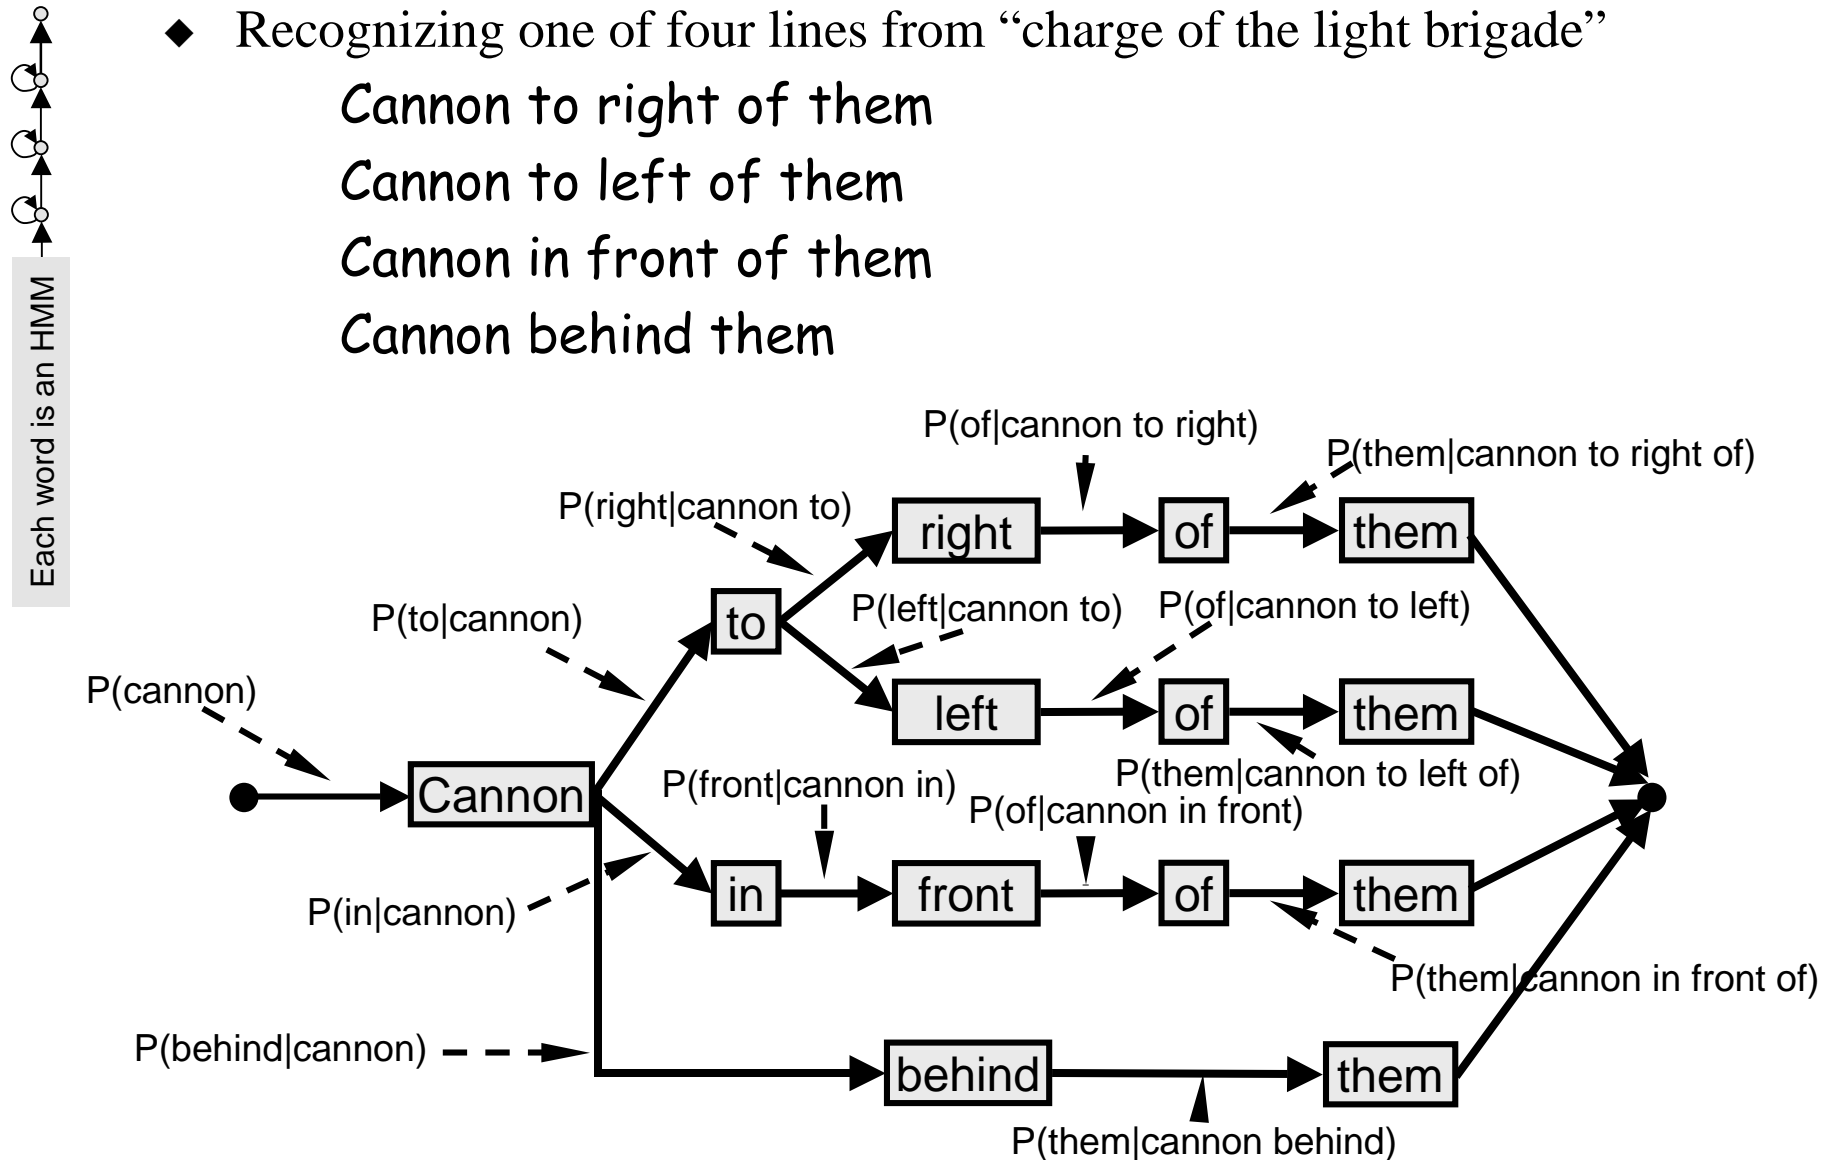 ◆ Recognizing one of four lines from “charge of the light brigade”
Cannon to right of them
Cannon to left of them
Cannon in front of them
Cannon behind them
Each word is an HMM
P(of|cannon to right)
P(them|cannon to right of)
P(right|cannon to)
right
of
them
P(to|cannon)
to
P(left|cannon to)
P(of|cannon to left)
P(cannon)
left
of
them
P(them|cannon to left of)
Cannon
P(front|cannon in)
P(of|cannon in front)
P(in|cannon)
in
front
of
them
P(them|cannon in front of)
P(behind|cannon)
behind
them
P(them|cannon behind)